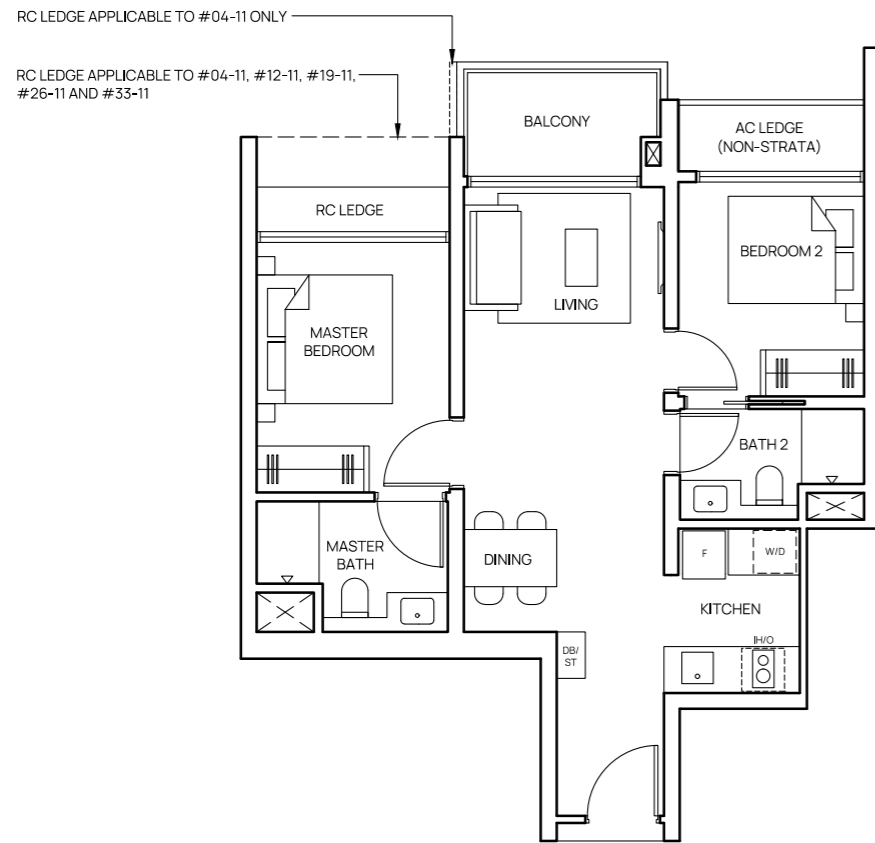 RC LEDGE APPLICABLE TO #04-11 ONLY
RC LEDGE APPLICABLE TO #04-11, #12-11, #19-11,
#26-11 AND #33-11
BALCONY
AC LEDGE
(NON-STRATA)
RC LEDGE
BEDROOM 2
LIVING
MASTER
BEDROOM
BATH 2
MASTER
BATH
DINING
F
W/D
KITCHEN
IH/O
DB/
ST